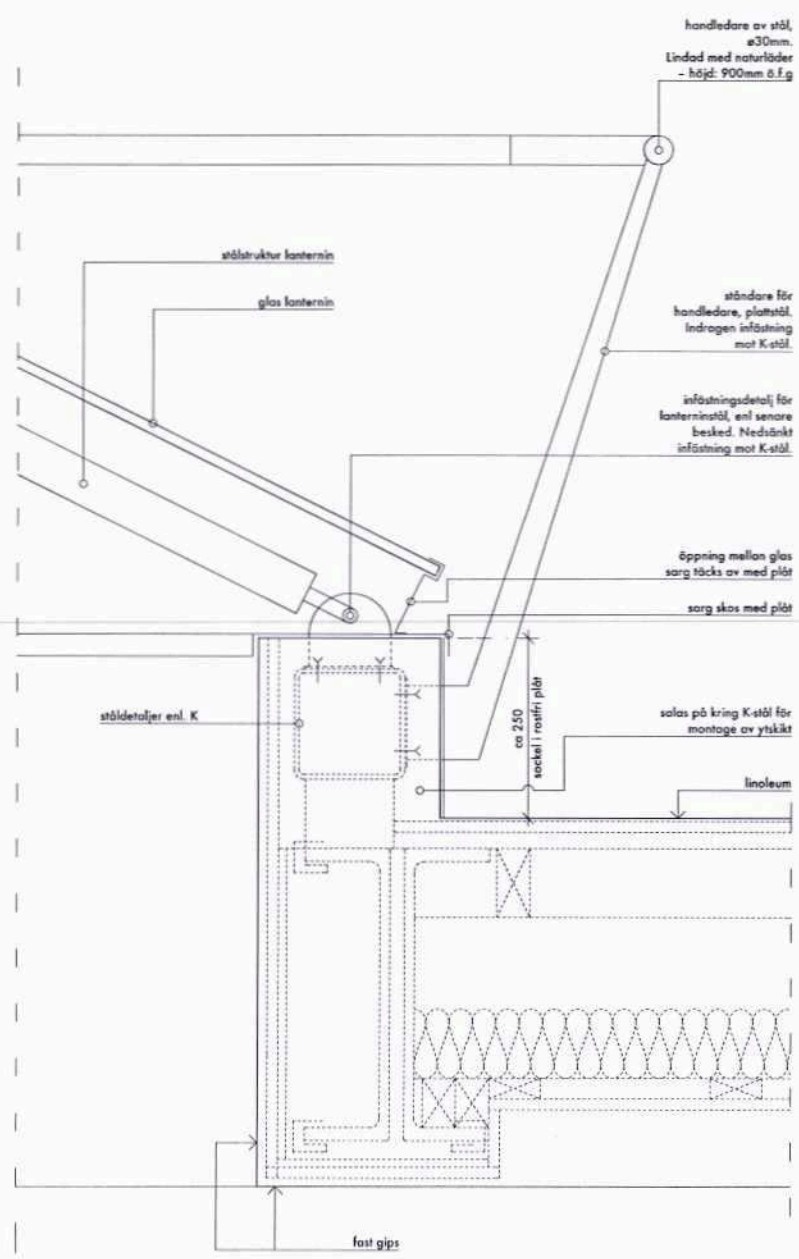 handledare av stål,
ø30mm.
Lindad med naturläder
– höjd: 900mm ö.f.g
stålstruktur lanternin
glas lanternin
ståndare för
handledare, plattstål.
Indragen infästning
mot K-stål.
infästningsdetalj för
lanterninstål, enl senare
besked. Nedsänkt
infästning mot K-stål.
öppning mellan glas
sarg täcks av med plåt
sarg skos med plåt
ståldetaljer enl. K
ca 250
sockel i rostfri plåt
salas på kring K-stål för
montage av ytskikt
linoleum
fast gips